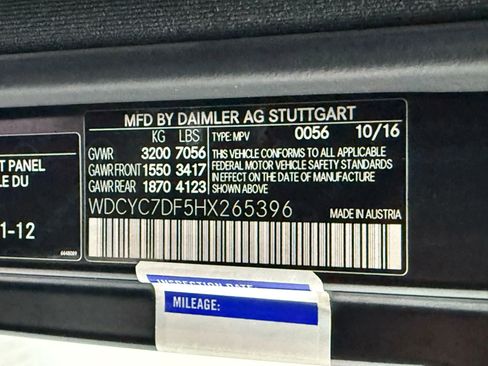 MFD BY DAIMLER AG STUTTGART
KG LBS
TYPE: MPV 0056 10/16
GVWR 3200 7056
GAWR FRONT 1550 3417
GAWR REAR 1870 4123
THIS VEHICLE CONFORMS TO ALL APPLICABLE
FEDERAL MOTOR VEHICLE SAFETY STANDARDS
IN EFFECT ON THE DATE OF MANUFACTURE
SHOWN ABOVE.
WDCYC7DF5HX265396 MADE IN AUSTRIA
T PANEL
LE DU
1-12
INSPECTION DATE
MILEAGE: